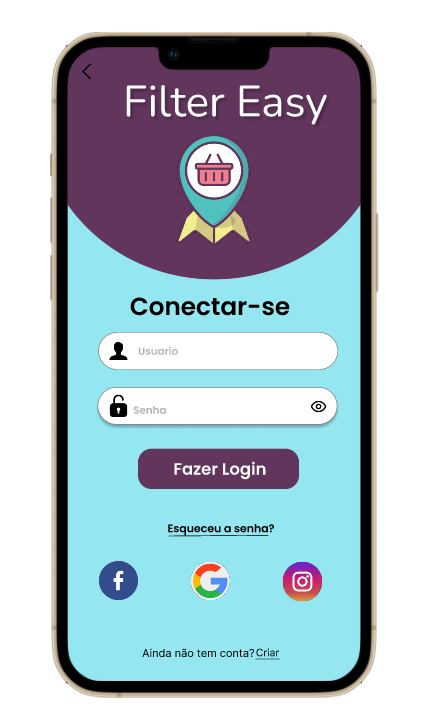 Filter Easy
Conectar-se
Usuario
Senha
Fazer Login
Esqueceu a senha?
Ainda não tem conta? Criar